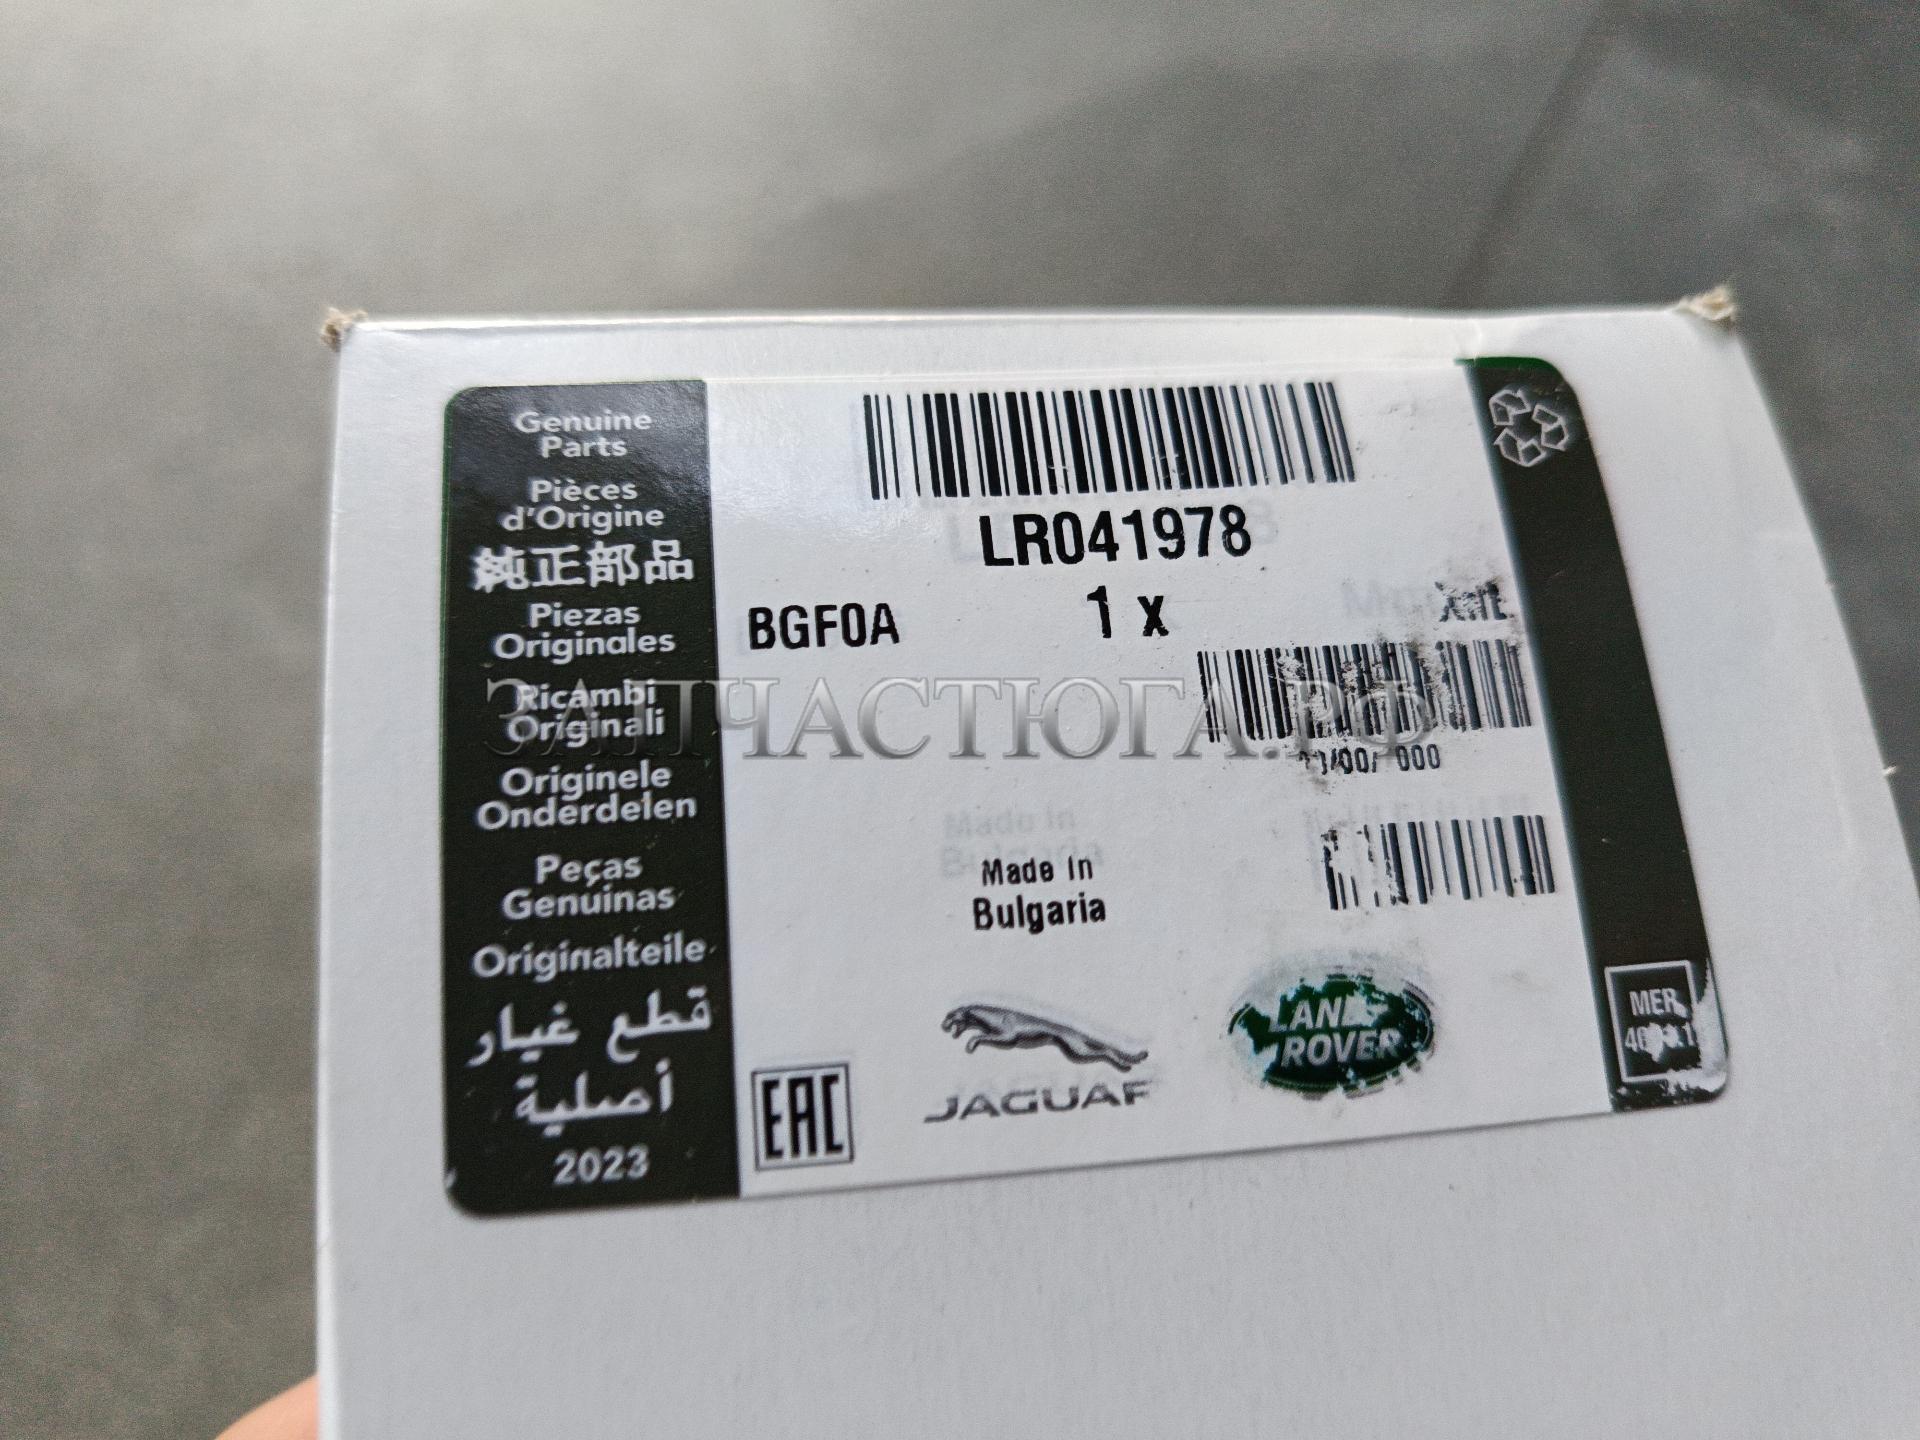 Genuine
Parts
Pièces
d'Origine
純正部品
Piezas
Originales
Ricambi
Originali
Originele
Onderdelen
Peças
Genuínas
Originalteile
قطع غيار
أصلية
2023
LR041978
1 x
BGF0A
ЗАПЧАСТЮГА.РФ
Made In
Bulgaria
EAC
JAGUAR
LAND
ROVER
MER